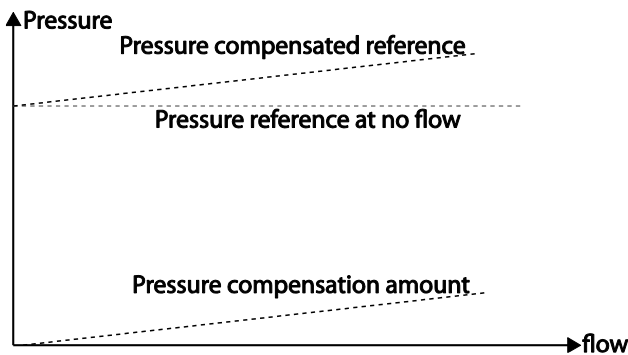 Pressure
Pressure compensated reference
Pressure reference at no flow
Pressure compensation amount
flow